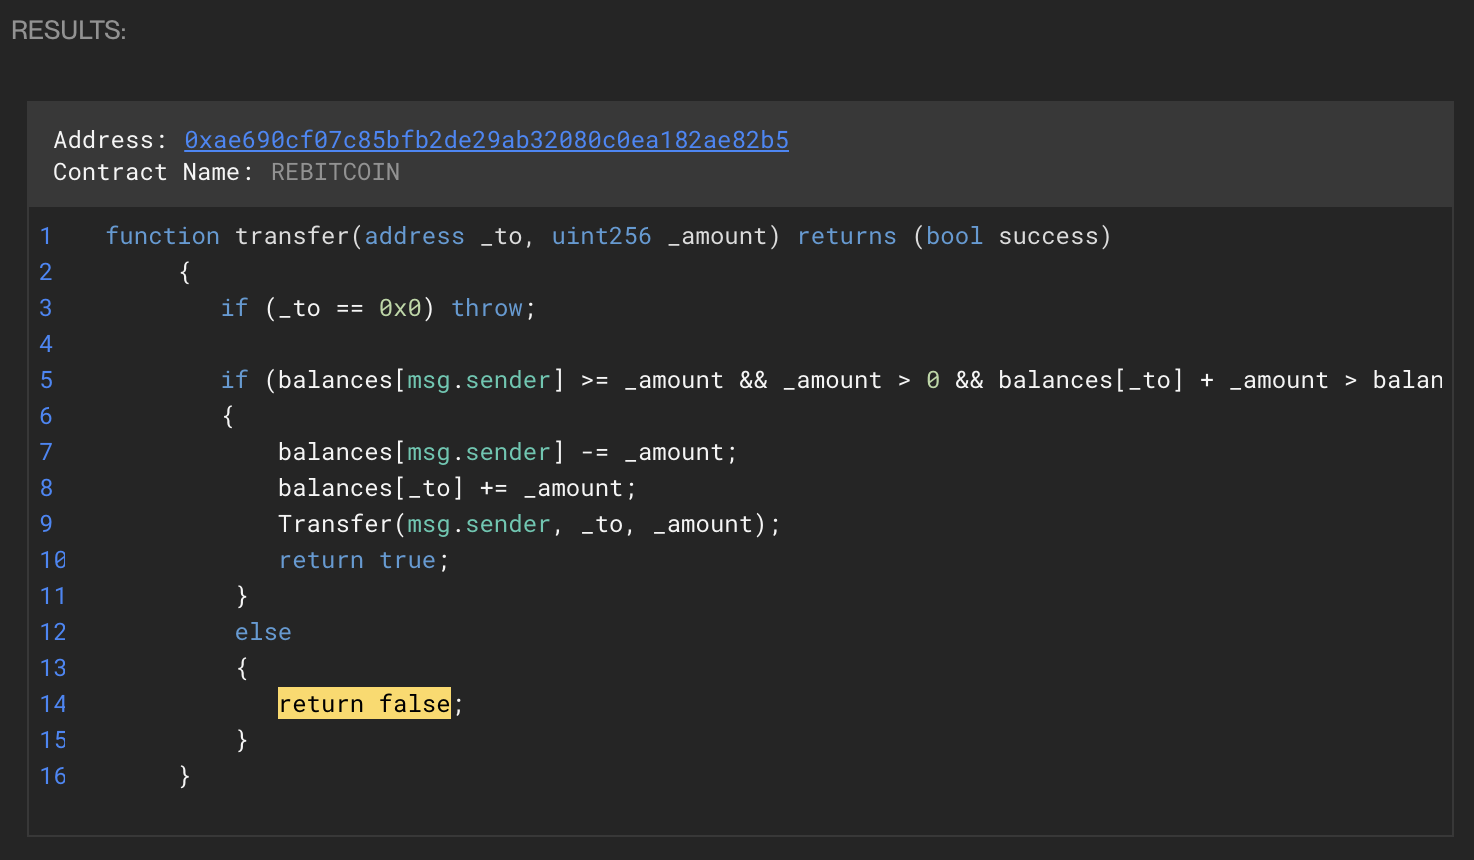 RESULTS:
Address: 0xae690cf07c85bfb2de29ab32080c0ea182ae82b5
Contract Name: REBITCOIN
1 function transfer(address _to, uint256 _amount) returns (bool success)
2 {
3 if (_to == 0x0) throw;
4
5 if (balances[msg.sender] >= _amount && _amount > 0 && balances[_to] + _amount > balan
6 {
7 balances[msg.sender] -= _amount;
8 balances[_to] += _amount;
9 Transfer(msg.sender, _to, _amount);
10 return true;
11 }
12 else
13 {
14 return false;
15 }
16 }